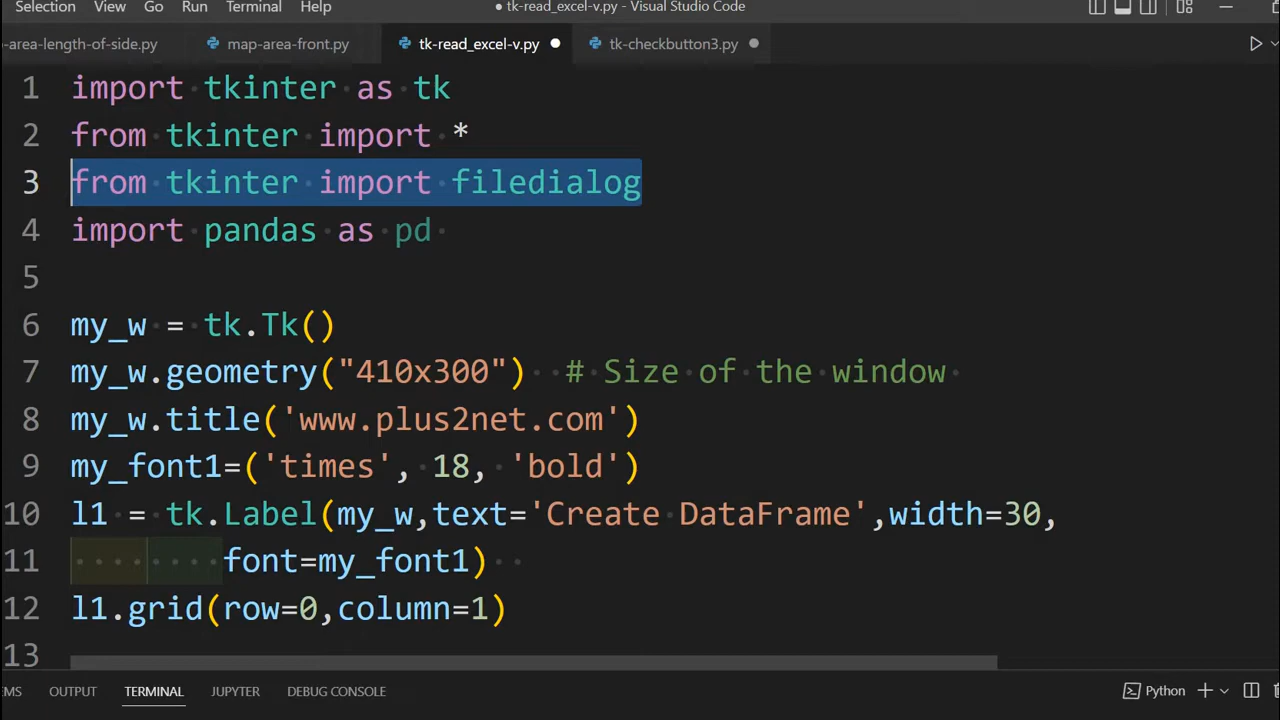 Selection View Go Run Terminal Help tk-read_excel-v.py - Visual Studio Code
-area-length-of-side.py map-area-front.py tk-read_excel-v.py tk-checkbutton3.py
1 import tkinter as tk
2 from tkinter import *
3 from tkinter import filedialog
4 import pandas as pd
5
6 my_w = tk.Tk()
7 my_w.geometry("410x300")  # Size of the window
8 my_w.title('www.plus2net.com')
9 my_font1=('times', 18, 'bold')
10 l1 = tk.Label(my_w,text='Create DataFrame',width=30,
11         font=my_font1)
12 l1.grid(row=0,column=1)
13
EMS OUTPUT TERMINAL JUPYTER DEBUG CONSOLE Python